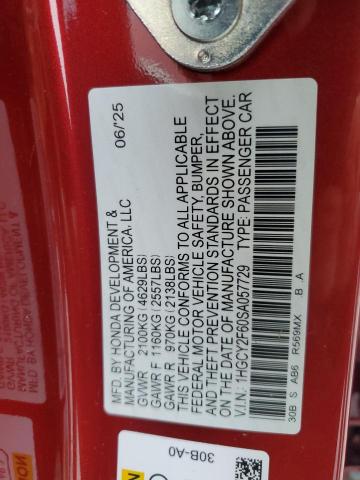 MFD. BY HONDA DEVELOPMENT & 06/'25
MANUFACTURING OF AMERICA, LLC
GVWR 2100KG (4629LBS)
GAWR F 1160KG (2557LBS)
GAWR R 970KG (2138LBS)
THIS VEHICLE CONFORMS TO ALL APPLICABLE
FEDERAL MOTOR VEHICLE SAFETY, BUMPER,
AND THEFT PREVENTION STANDARDS IN EFFECT
ON THE DATE OF MANUFACTURE SHOWN ABOVE.
V.I.N. 1HGCY2F60SA057729 TYPE: PASSENGER CAR
30B S AB6 R569MX B A
30B-A0